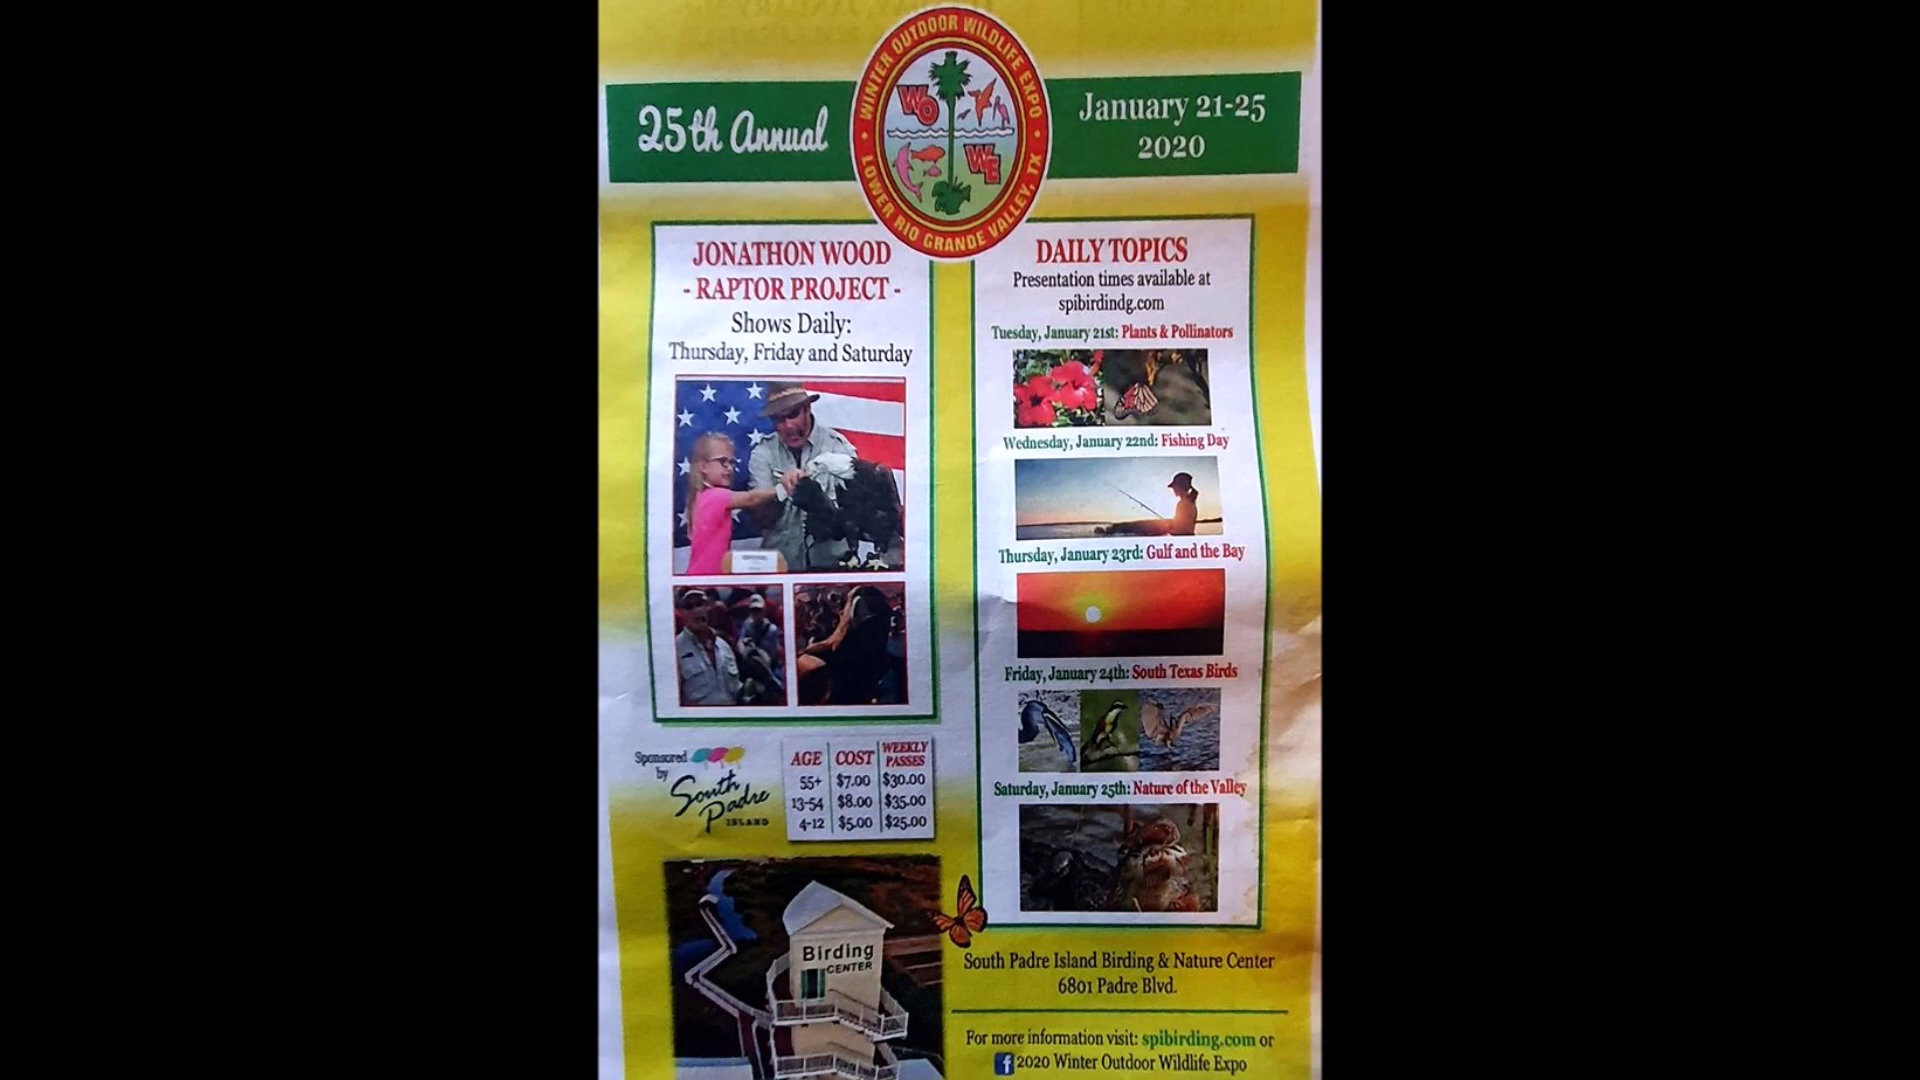 25th Annual
WINTER OUTDOOR WILDLIFE EXPO
WO
WE
LOWER RIO GRANDE VALLEY, TX
January 21-25
2020
JONATHON WOOD
- RAPTOR PROJECT -
Shows Daily:
Thursday, Friday and Saturday
DAILY TOPICS
Presentation times available at
spibirdindg.com
Tuesday, January 21st: Plants & Pollinators
Wednesday, January 22nd: Fishing Day
Thursday, January 23rd: Gulf and the Bay
Friday, January 24th: South Texas Birds
Saturday, January 25th: Nature of the Valley
Sponsored
by
South
Padre
ISLAND
AGE COST WEEKLY PASSES
55+ $7.00 $30.00
13-54 $8.00 $35.00
4-12 $5.00 $25.00
Birding
CENTER
South Padre Island Birding & Nature Center
6801 Padre Blvd.
For more information visit: spibirding.com or
f 2020 Winter Outdoor Wildlife Expo